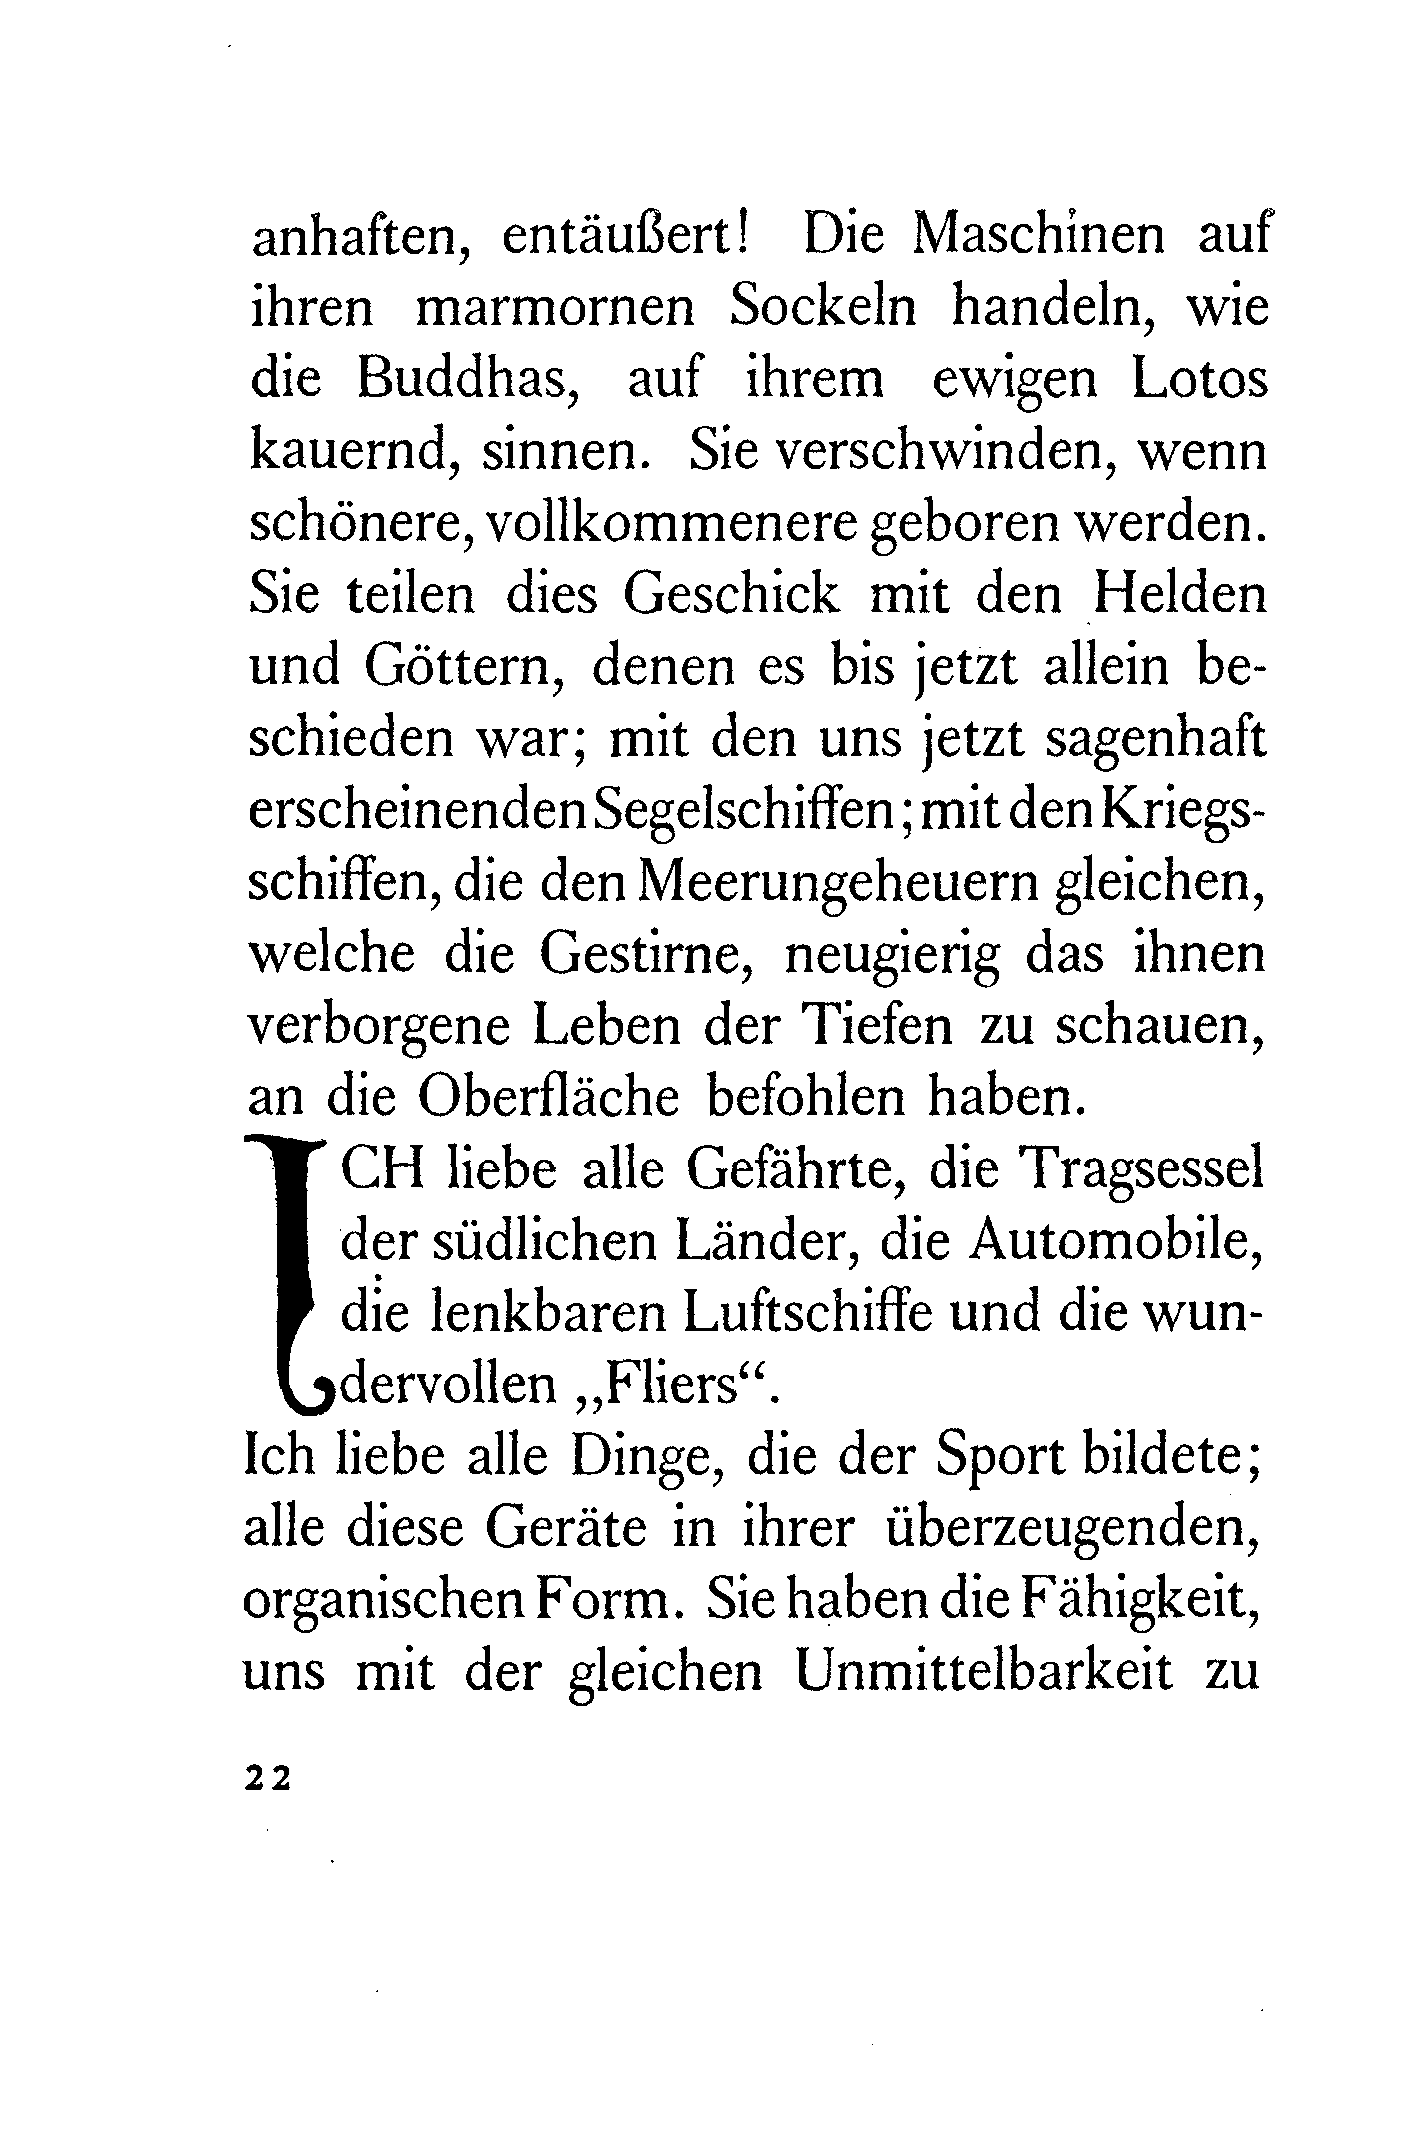 anhaften, entäußert! Die Maschinen auf
ihren marmornen Sockeln handeln, wie
die Buddhas, auf ihrem ewigen Lotos
kauernd, sinnen. Sie verschwinden, wenn
schönere, vollkommenere geboren werden.
Sie teilen dies Geschick mit den Helden
und Göttern, denen es bis jetzt allein be-
schieden war; mit den uns jetzt sagenhaft
erscheinenden Segelschiffen; mit den Kriegs-
schiffen, die den Meerungeheuern gleichen,
welche die Gestirne, neugierig das ihnen
verborgene Leben der Tiefen zu schauen,
an die Oberfläche befohlen haben.
ICH liebe alle Gefährte, die Tragsessel
der südlichen Länder, die Automobile,
die lenkbaren Luftschiffe und die wun-
dervollen „Fliers“.
Ich liebe alle Dinge, die der Sport bildete;
alle diese Geräte in ihrer überzeugenden,
organischen Form. Sie haben die Fähigkeit,
uns mit der gleichen Unmittelbarkeit zu
22